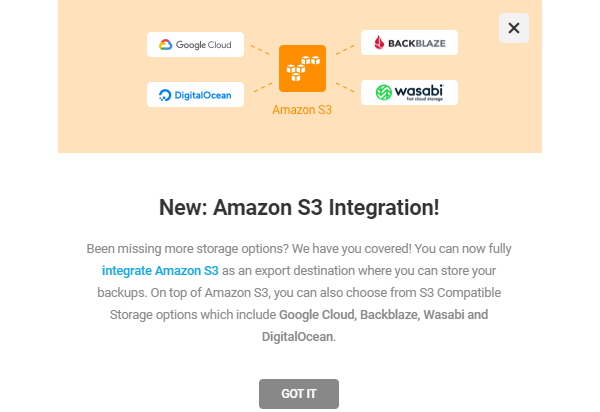 Google Cloud
BACKBLAZE
DigitalOcean
wasabi
hot cloud storage
Amazon S3
New: Amazon S3 Integration!
Been missing more storage options? We have you covered! You can now fully
integrate Amazon S3 as an export destination where you can store your
backups. On top of Amazon S3, you can also choose from S3 Compatible
Storage options which include Google Cloud, Backblaze, Wasabi and
DigitalOcean.
GOT IT